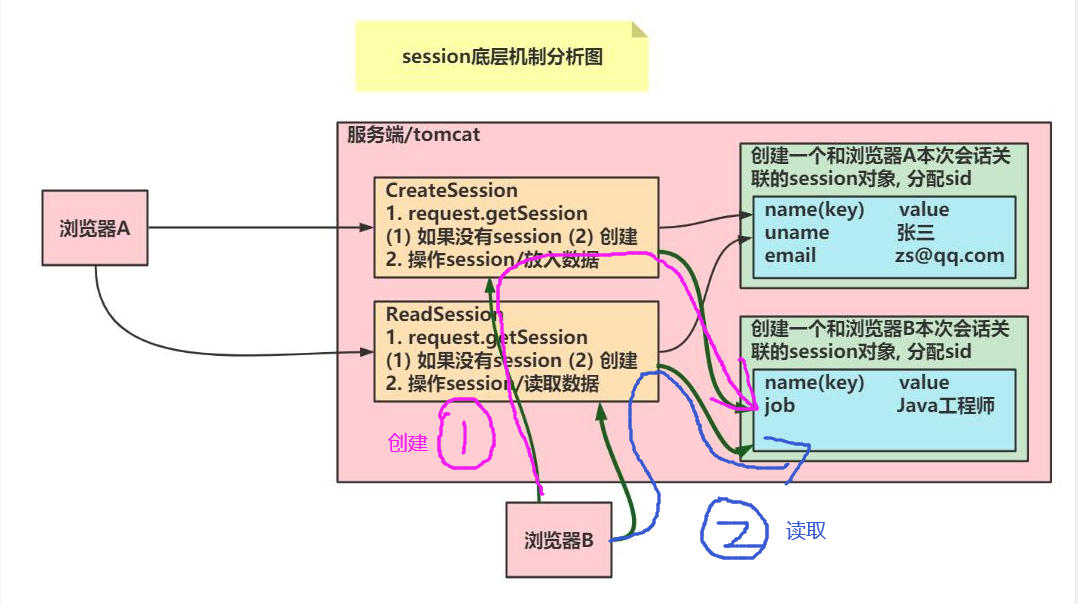 session底层机制分析图
服务端/tomcat
浏览器A
CreateSession
1. request.getSession
(1) 如果没有session (2) 创建
2. 操作session/放入数据
ReadSession
1. request.getSession
(1) 如果没有session (2) 创建
2. 操作session/读取数据
创建一个和浏览器A本次会话关
联的session对象, 分配sid
name(key) value
uname 张三
email zs@qq.com
创建一个和浏览器B本次会话关
联的session对象, 分配sid
name(key) value
job Java工程师
创建 1
浏览器B
2 读取